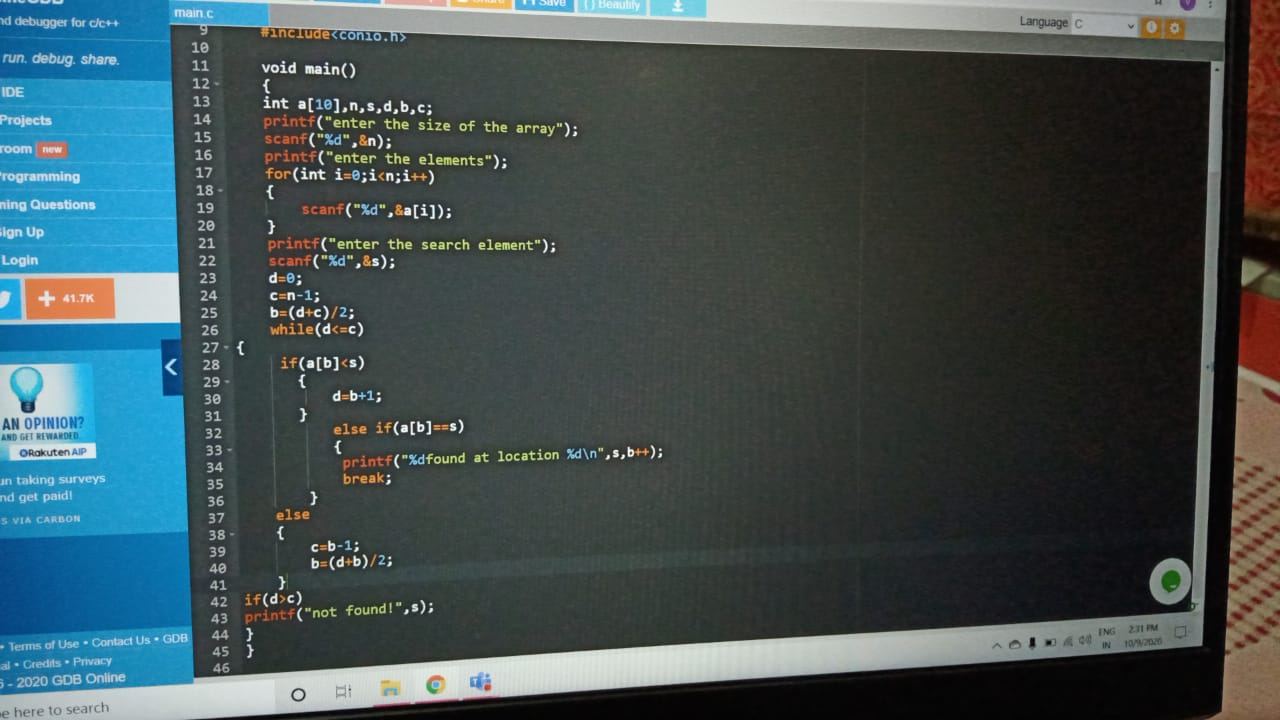 nd debugger for c/c++
run. debug. share.
IDE
Projects
room new
rogramming
ning Questions
Sign Up
Login
+ 41.7K
AN OPINION?
AND GET REWARDED.
Rakuten AIP
un taking surveys
nd get paid!
S VIA CARBON
• Terms of Use • Contact Us • GDB
al • Credits • Privacy
6 - 2020 GDB Online
main.c
Save
{ } Beautify
Language C
9 #include<conio.h>
10
11 void main()
12 {
13 int a[10],n,s,d,b,c;
14 printf("enter the size of the array");
15 scanf("%d",&n);
16 printf("enter the elements");
17 for(int i=0;i<n;i++)
18 {
19 scanf("%d",&a[i]);
20 }
21 printf("enter the search element");
22 scanf("%d",&s);
23 d=0;
24 c=n-1;
25 b=(d+c)/2;
26 while(d<=c)
27 {
28 if(a[b]<s)
29 {
30 d=b+1;
31 }
32 else if(a[b]==s)
33 {
34 printf("%dfound at location %d\n",s,b++);
35 break;
36 }
37 else
38 {
39 c=b-1;
40 b=(d+b)/2;
41 }
42 if(d>c)
43 printf("not found!",s);
44 }
45 }
46
e here to search
ENG
IN
2:31 PM
10/9/2020